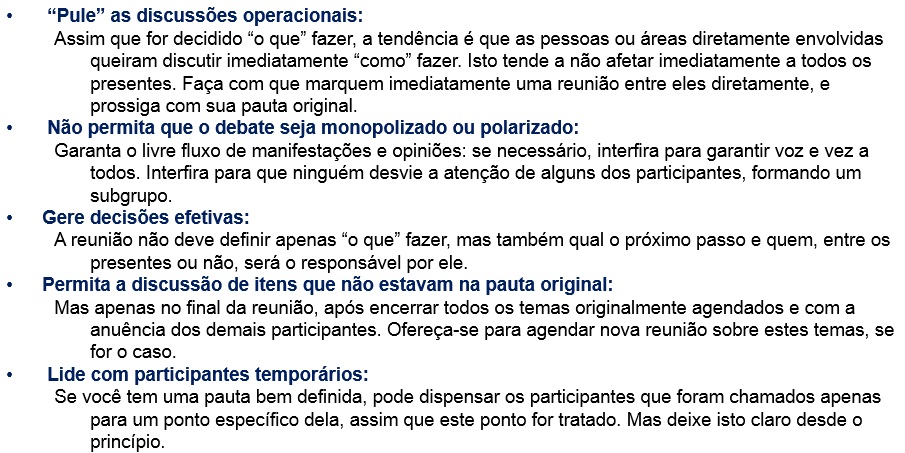 • “Pule” as discussões operacionais:
Assim que for decidido “o que” fazer, a tendência é que as pessoas ou áreas diretamente envolvidas
queiram discutir imediatamente “como” fazer. Isto tende a não afetar imediatamente a todos os
presentes. Faça com que marquem imediatamente uma reunião entre eles diretamente, e
prossiga com sua pauta original.
• Não permita que o debate seja monopolizado ou polarizado:
Garanta o livre fluxo de manifestações e opiniões: se necessário, interfira para garantir voz e vez a
todos. Interfira para que ninguém desvie a atenção de alguns dos participantes, formando um
subgrupo.
• Gere decisões efetivas:
A reunião não deve definir apenas “o que” fazer, mas também qual o próximo passo e quem, entre os
presentes ou não, será o responsável por ele.
• Permita a discussão de itens que não estavam na pauta original:
Mas apenas no final da reunião, após encerrar todos os temas originalmente agendados e com a
anuência dos demais participantes. Ofereça-se para agendar nova reunião sobre estes temas, se
for o caso.
• Lide com participantes temporários:
Se você tem uma pauta bem definida, pode dispensar os participantes que foram chamados apenas
para um ponto específico dela, assim que este ponto for tratado. Mas deixe isto claro desde o
princípio.